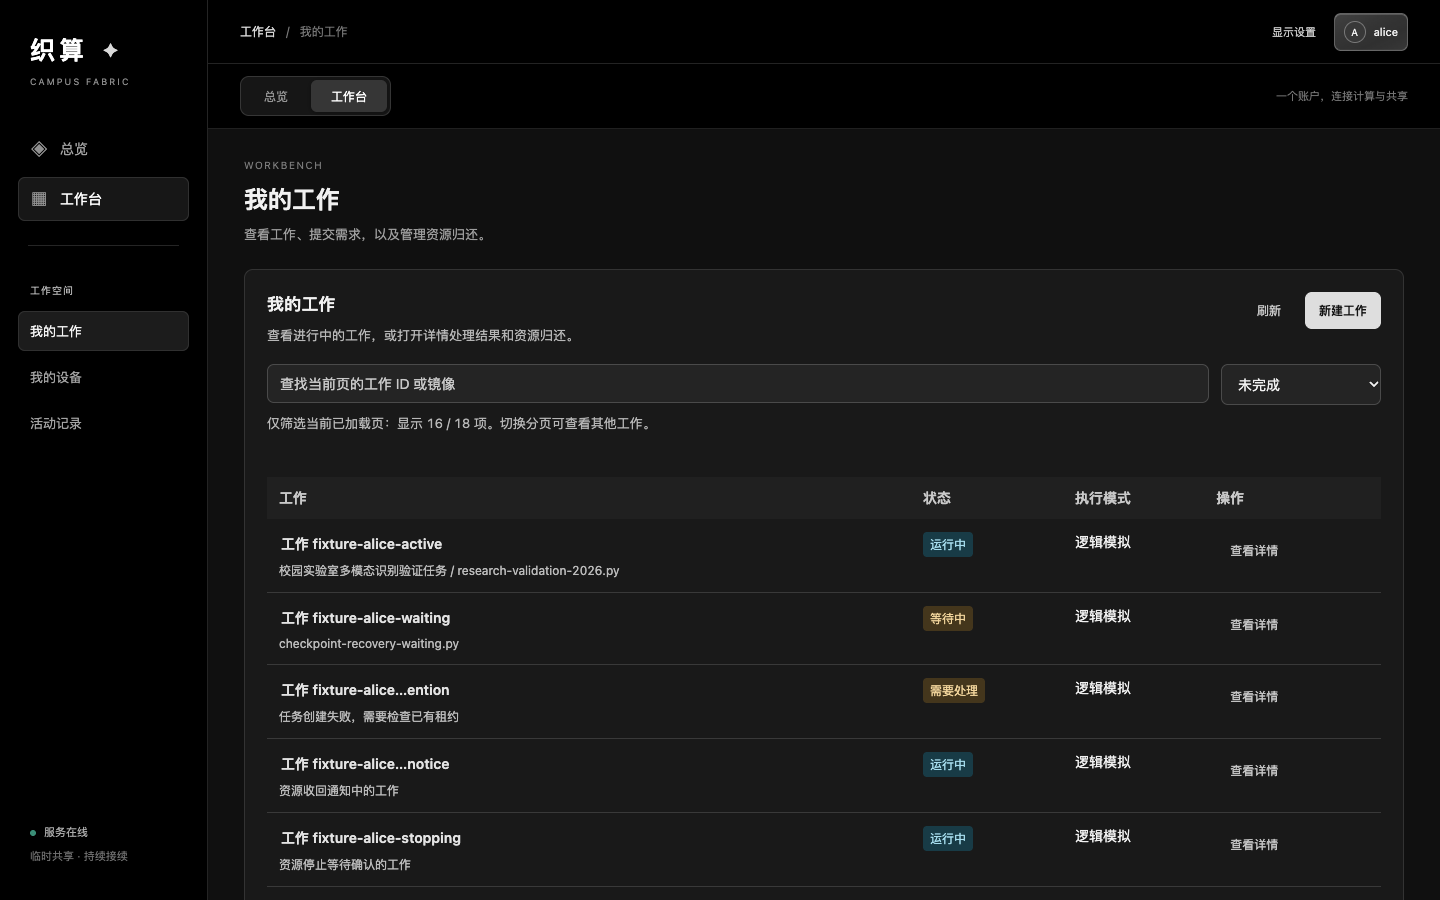 织算
CAMPUS FABRIC
总览
工作台
工作空间
我的工作
我的设备
活动记录
服务在线
临时共享 · 持续接续
工作台 / 我的工作
显示设置
A alice
总览 工作台
一个账户，连接计算与共享
WORKBENCH
我的工作
查看工作、提交需求，以及管理资源归还。
我的工作
查看进行中的工作，或打开详情处理结果和资源归还。
刷新 新建工作
查找当前页的工作 ID 或镜像
未完成
仅筛选当前已加载页：显示 16 / 18 项。切换分页可查看其他工作。
工作 状态 执行模式 操作
工作 fixture-alice-active 运行中 逻辑模拟 查看详情
校园实验室多模态识别验证任务 / research-validation-2026.py
工作 fixture-alice-waiting 等待中 逻辑模拟 查看详情
checkpoint-recovery-waiting.py
工作 fixture-alice...ention 需要处理 逻辑模拟 查看详情
任务创建失败，需要检查已有租约
工作 fixture-alice...notice 运行中 逻辑模拟 查看详情
资源收回通知中的工作
工作 fixture-alice-stopping 运行中 逻辑模拟 查看详情
资源停止等待确认的工作